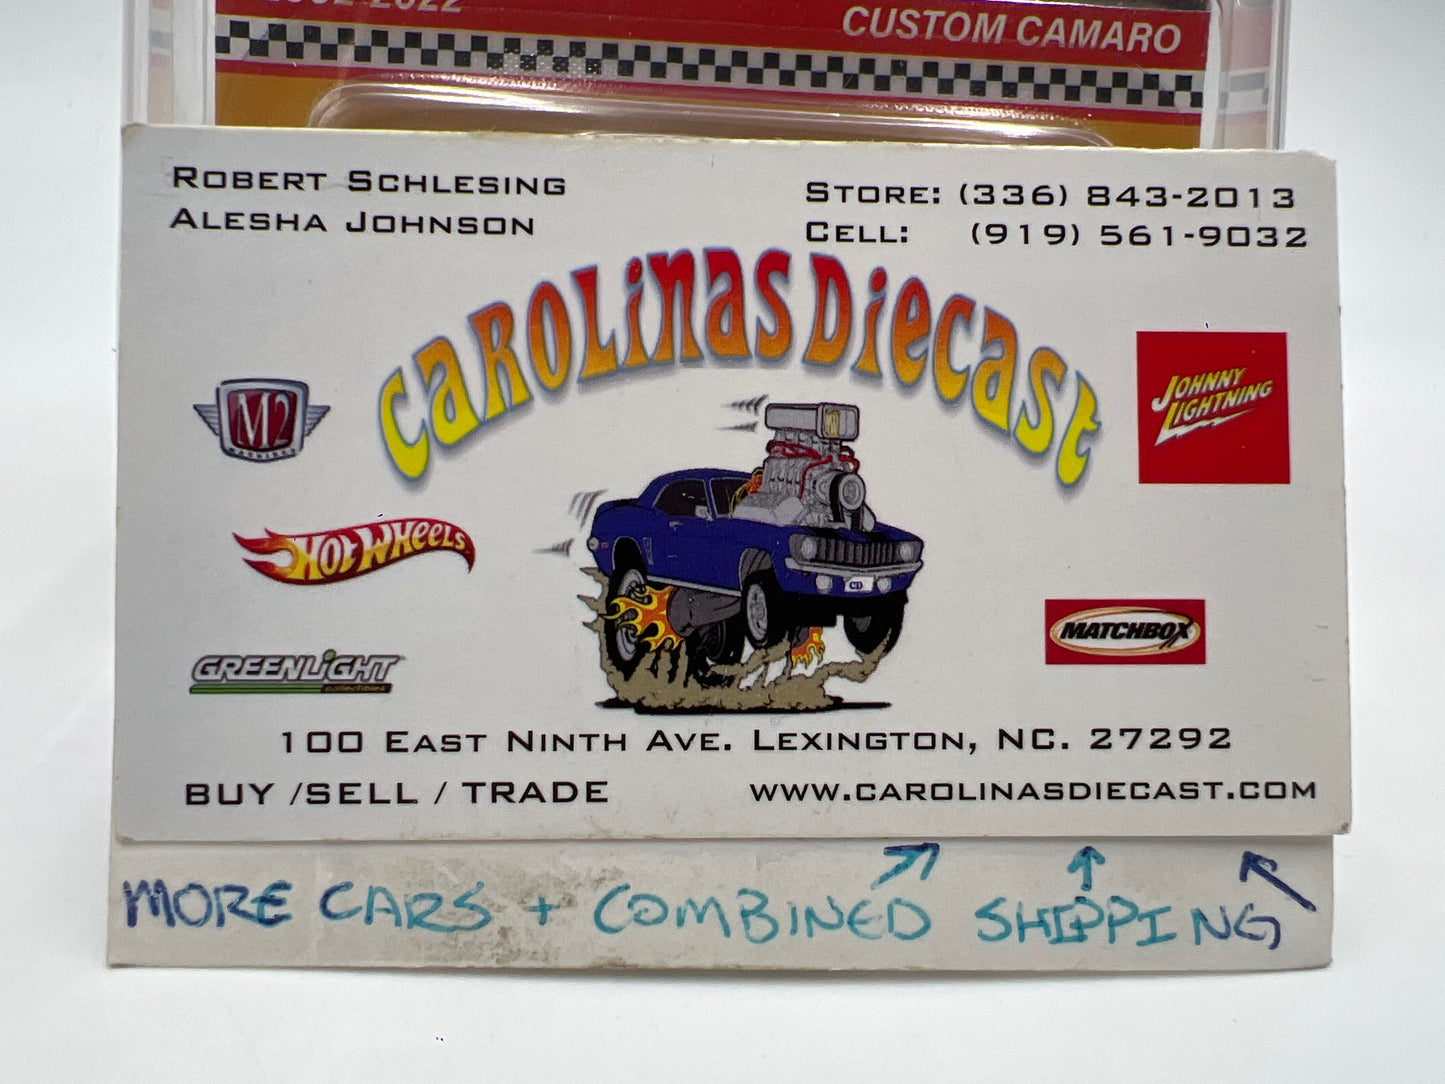 CUSTOM CAMARO
ROBERT SCHLESING
ALESHA JOHNSON
STORE: (336) 843-2013
CELL: (919) 561-9032
CAROLINAS DIECAST
M2
MACHINES
JOHNNY
LIGHTNING
HOT WHEELS
MATCHBOX
GREENLIGHT
collectibles
100 EAST NINTH AVE. LEXINGTON, NC. 27292
BUY /SELL / TRADE
WWW.CAROLINASDIECAST.COM
MORE CARS + COMBINED SHIPPING